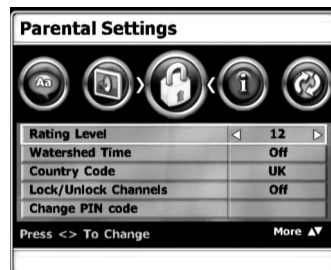 Parental Settings
Aa
i
Rating Level 12
Watershed Time Off
Country Code UK
Lock/Unlock Channels Off
Change PIN code
Press <> To Change More ▲▼